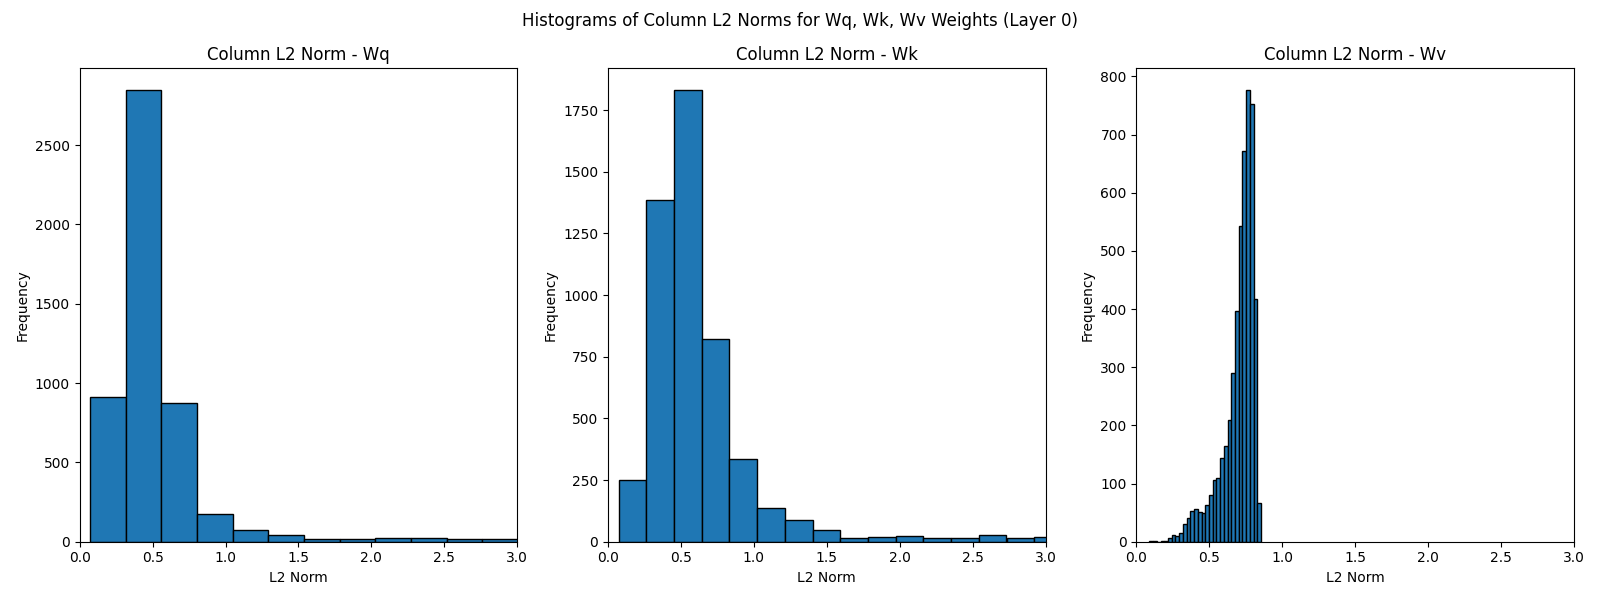 Histograms of Column L2 Norms for Wq, Wk, Wv Weights (Layer 0)
Column L2 Norm - Wq
Frequency
2500
2000
1500
1000
500
0
0.0 0.5 1.0 1.5 2.0 2.5 3.0
L2 Norm
Column L2 Norm - Wk
Frequency
1750
1500
1250
1000
750
500
250
0
0.0 0.5 1.0 1.5 2.0 2.5 3.0
L2 Norm
Column L2 Norm - Wv
Frequency
800
700
600
500
400
300
200
100
0
0.0 0.5 1.0 1.5 2.0 2.5 3.0
L2 Norm